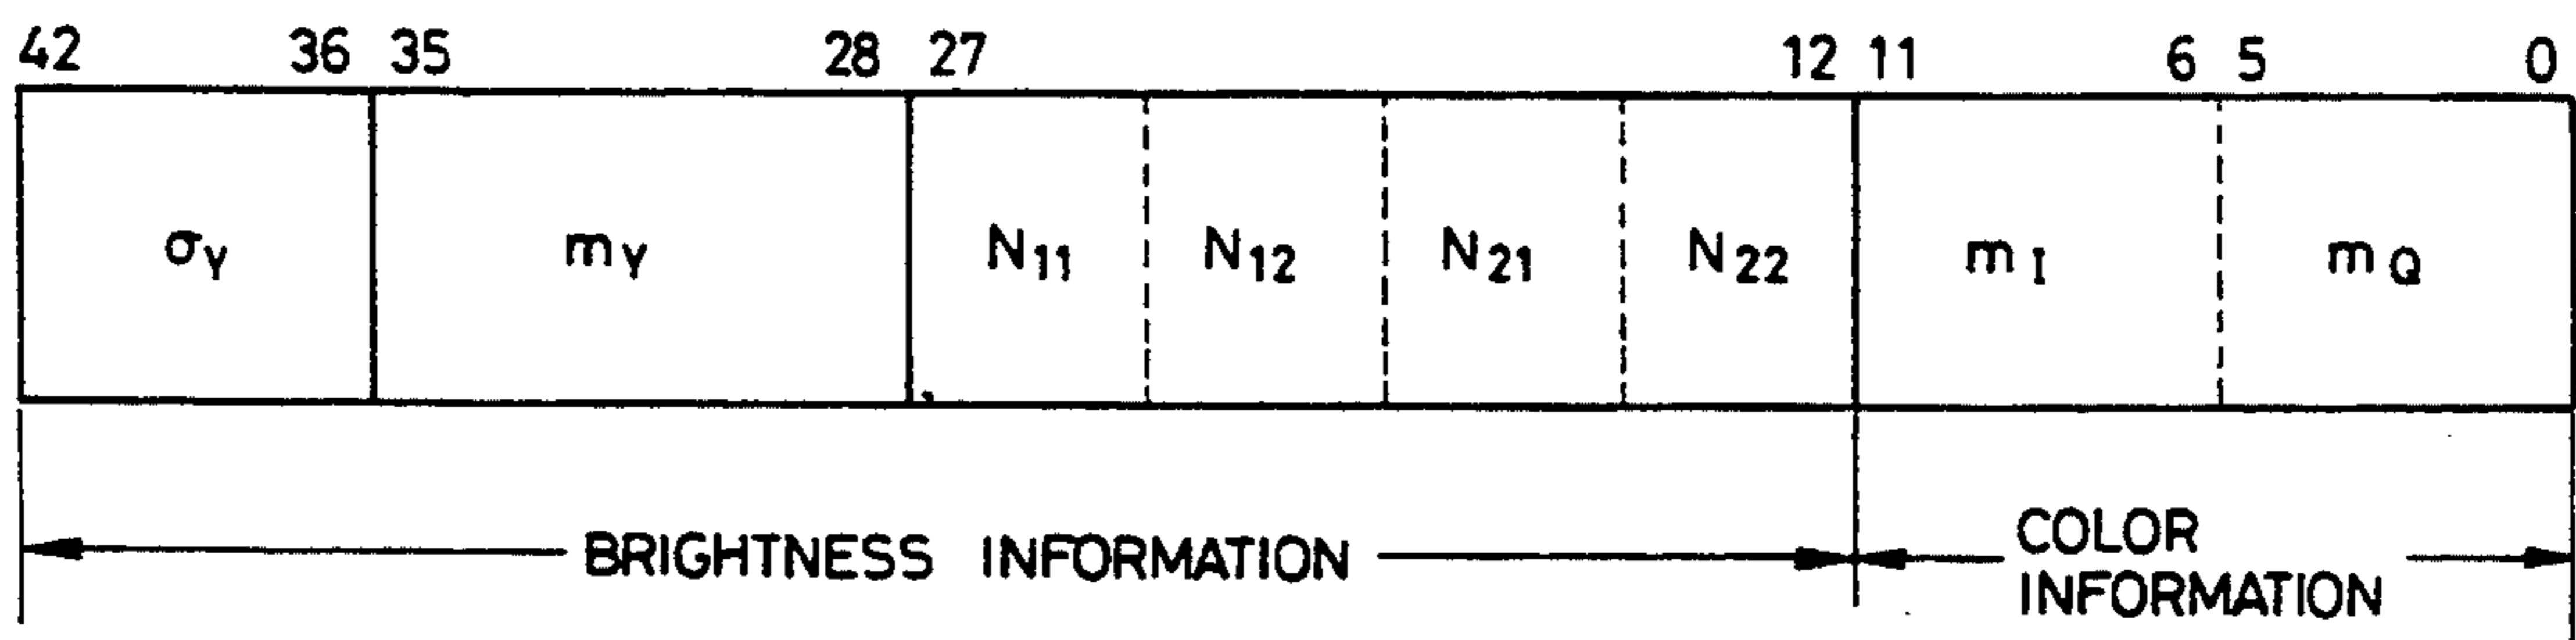 42 36 35 28 27 12 11 6 5 0
σY mY N11 N12 N21 N22 mI mQ
BRIGHTNESS INFORMATION COLOR
INFORMATION